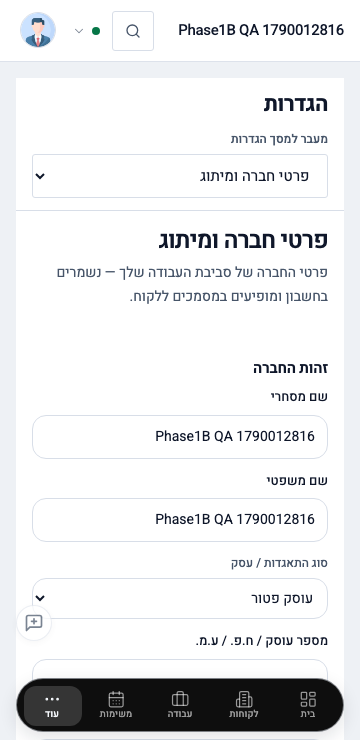 Phase1B QA 1790012816
הגדרות
מעבר למסך הגדרות
פרטי חברה ומיתוג
פרטי חברה ומיתוג
פרטי החברה של סביבת העבודה שלך — נשמרים
בחשבון ומופיעים במסמכים ללקוח.
זהות החברה
שם מסחרי
Phase1B QA 1790012816
שם משפטי
Phase1B QA 1790012816
סוג התאגדות / עסק
עוסק פטור
מספר עוסק / ח.פ. / ע.מ.
בית
לקוחות
עבודה
משימות
עוד